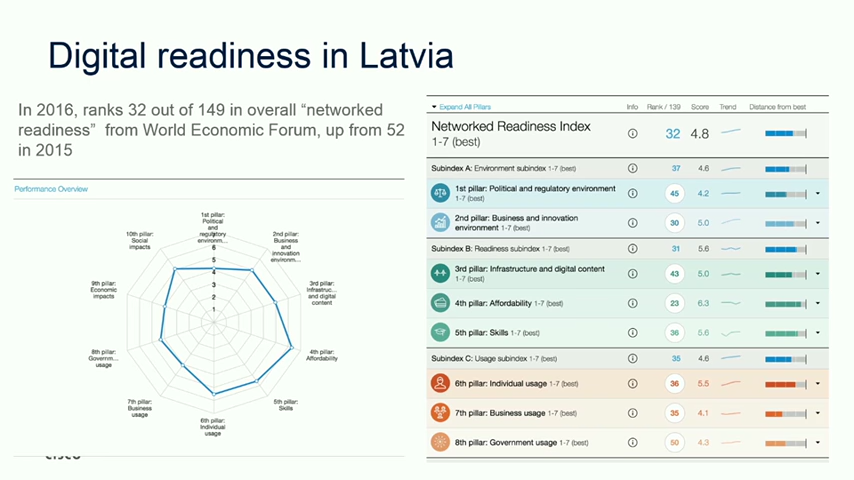 Digital readiness in Latvia
In 2016, ranks 32 out of 149 in overall “networked
readiness” from World Economic Forum, up from 52
in 2015
Performance Overview
1st pillar:
Political
and
regulatory
environm...
2nd pillar:
Business
and
innovation
environm...
3rd pillar:
Infrastruc...
and digital
content
4th pillar:
Affordability
5th pillar:
Skills
6th pillar:
Individual
usage
7th pillar:
Business
usage
8th pillar:
Governm...
usage
9th pillar:
Economic
impacts
10th pillar:
Social
impacts
6
5
4
3
2
1
Expand All Pillars Info Rank / 139 Score Trend Distance from best
Networked Readiness Index 32 4.8
1-7 (best)
Subindex A: Environment subindex 1-7 (best) 37 4.6
1st pillar: Political and regulatory environment 45 4.2
1-7 (best)
2nd pillar: Business and innovation 30 5.0
environment 1-7 (best)
Subindex B: Readiness subindex 1-7 (best) 31 5.6
3rd pillar: Infrastructure and digital content 43 5.0
1-7 (best)
4th pillar: Affordability 1-7 (best) 23 6.3
5th pillar: Skills 1-7 (best) 36 5.6
Subindex C: Usage subindex 1-7 (best) 35 4.6
6th pillar: Individual usage 1-7 (best) 36 5.5
7th pillar: Business usage 1-7 (best) 35 4.1
8th pillar: Government usage 1-7 (best) 50 4.3